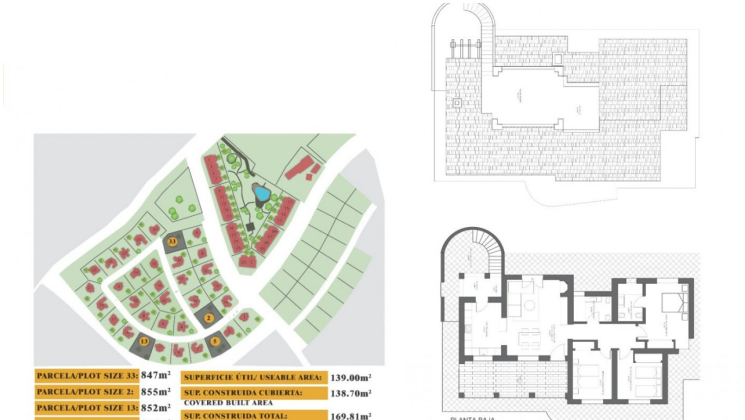 33
2
13
8
PARCELA/PLOT SIZE 33: 847m²
PARCELA/PLOT SIZE 2: 855m²
PARCELA/PLOT SIZE 13: 852m²
SUPERFICIE ÚTIL/ USEABLE AREA: 139.00m²
SUP. CONSTRUIDA CUBIERTA: 138.70m²
COVERED BUILT AREA
SUP. CONSTRUIDA TOTAL: 169.81m²
PLANTA BAJA